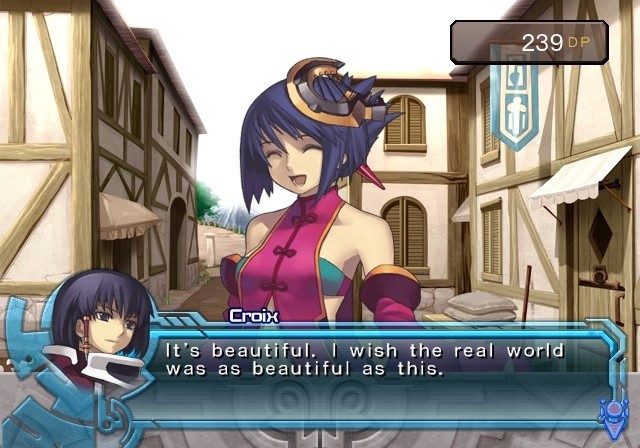 239 DP
Croix
It's beautiful. I wish the real world
was as beautiful as this.